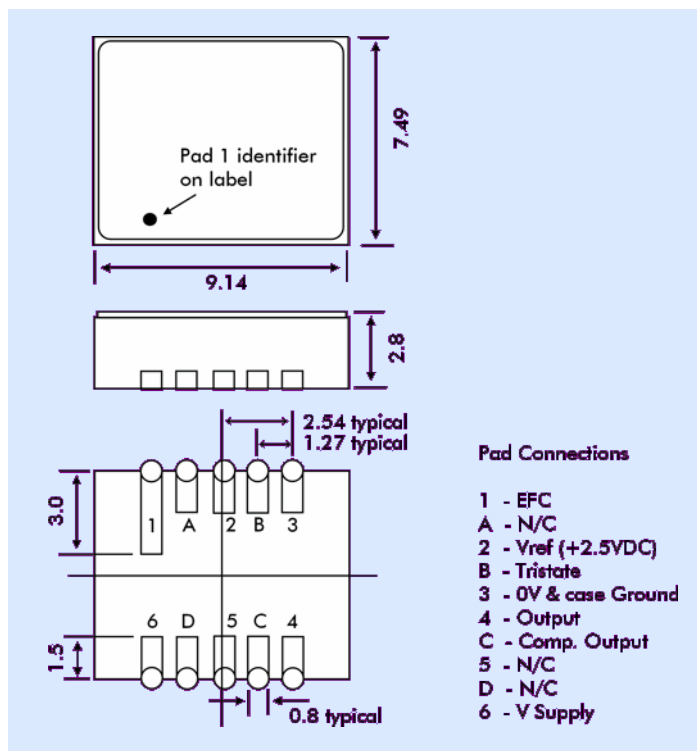 Pad 1 identifier
on label
7.49
9.14
2.8
2.54 typical
1.27 typical
3.0
1 A 2 B 3
6 D 5 C 4
1.5
0.8 typical
Pad Connections
1 - EFC
A - N/C
2 - Vref (+2.5VDC)
B - Tristate
3 - 0V & case Ground
4 - Output
C - Comp. Output
5 - N/C
D - N/C
6 - V Supply